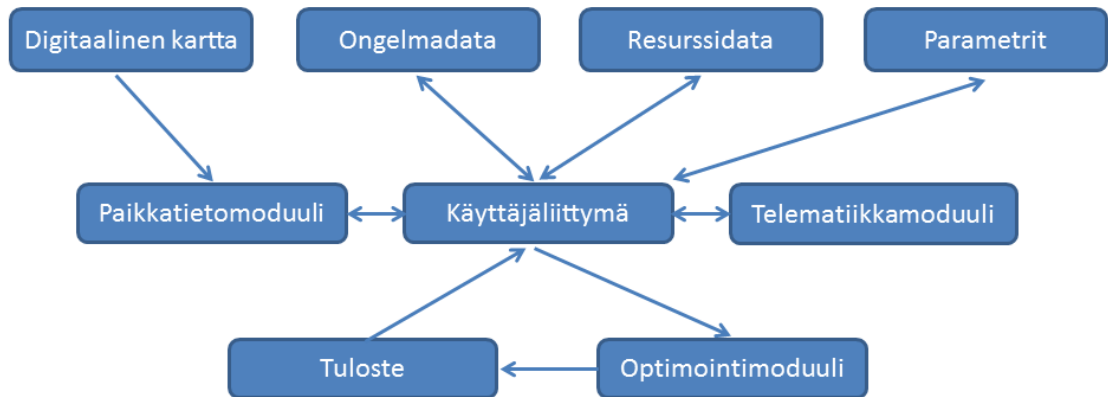 Digitaalinen kartta
Ongelmadata
Resurssidata
Parametrit
Paikkatietomoduuli
Käyttäjäliittymä
Telematiikkamoduuli
Tuloste
Optimointimoduuli